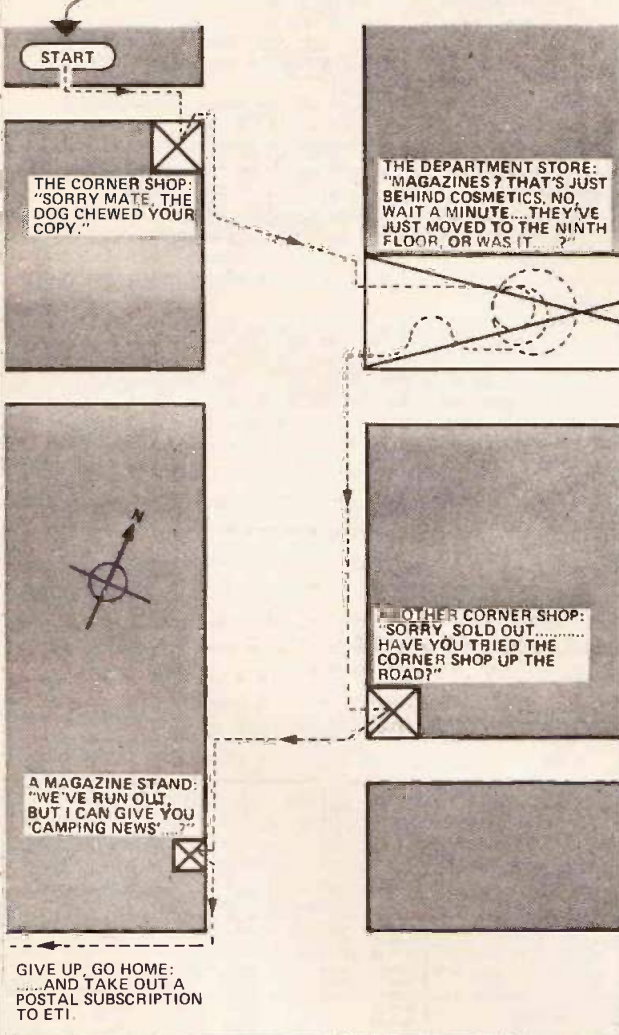 START
THE CORNER SHOP:
"SORRY MATE, THE
DOG CHEWED YOUR
COPY."
THE DEPARTMENT STORE:
"MAGAZINES? THAT'S JUST
BEHIND COSMETICS, NO,
WAIT A MINUTE....THEY'VE
JUST MOVED TO THE NINTH
FLOOR, OR WAS IT.....?"
N
CORNER SHOP:
"SORRY, SOLD OUT...........
HAVE YOU TRIED THE
CORNER SHOP UP THE
ROAD?"
A MAGAZINE STAND:
"WE'VE RUN OUT,
BUT I CAN GIVE YOU
'CAMPING NEWS'....?"
GIVE UP, GO HOME:
......AND TAKE OUT A
POSTAL SUBSCRIPTION
TO ETI.